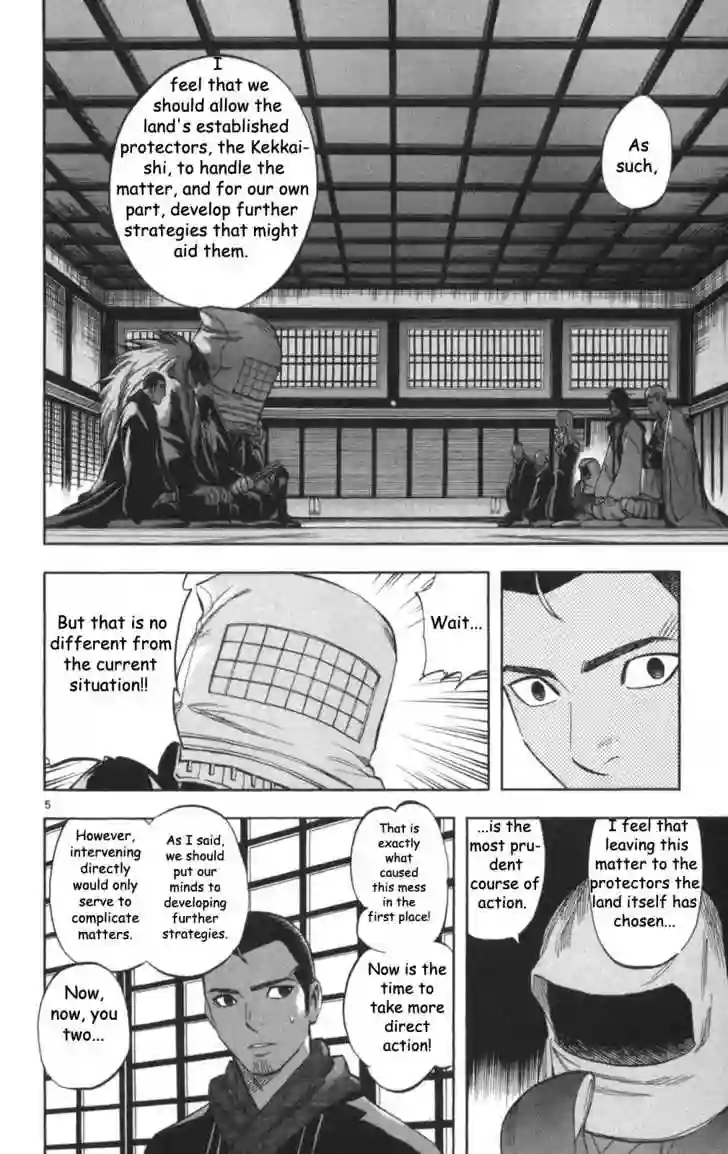 As
such,
I
feel that we
should allow the
land's established
protectors, the Kekkai-
shi, to handle the
matter, and for our own
part, develop further
strategies that might
aid them.
Wait...
But that is no
different from
the current
situation!!
5
I feel that
leaving this
matter to the
protectors the
land itself has
chosen...
...is the
most pru-
dent
course of
action.
That is
exactly
what
caused
this mess
in the
first place!
Now is the
time to
take more
direct
action!
As I said,
we should
put our
minds to
developing
further
strategies.
However,
intervening
directly
would only
serve to
complicate
matters.
Now,
now, you
two...